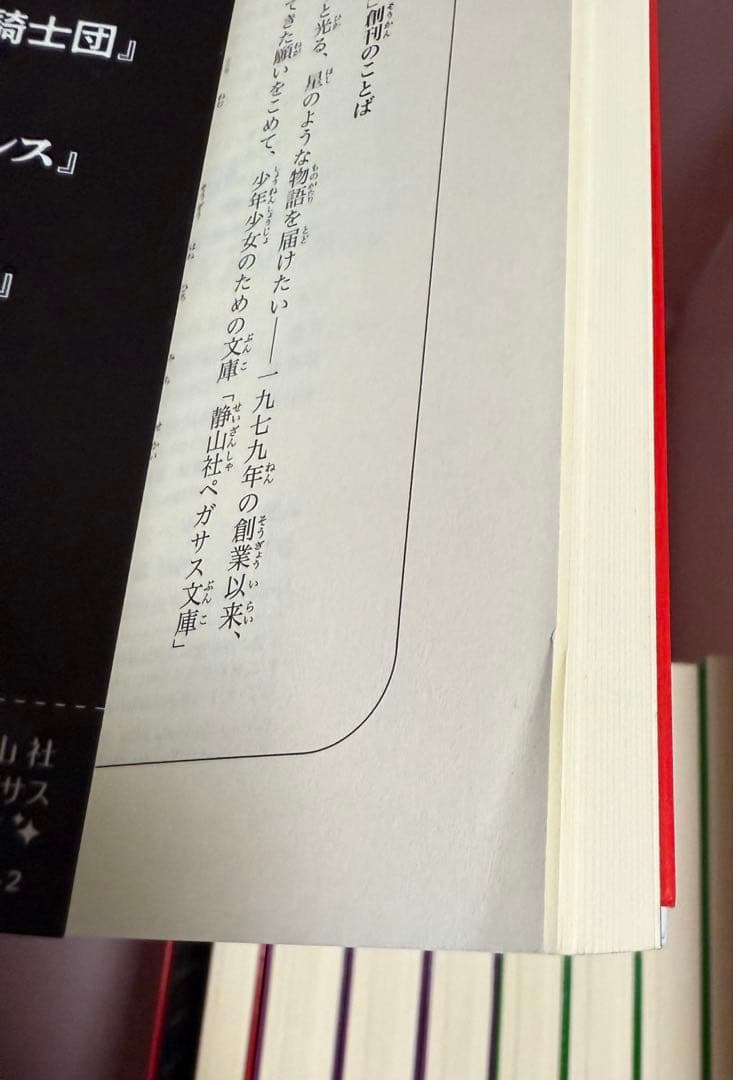 」創刊のことば
と光る、星のような物語を届けたい――一九七九年の創業以来、
てきた願いをこめて、少年少女のための文庫「静山社ペガサス文庫」
騎士団』
ンス』
』
山社
サス
-2